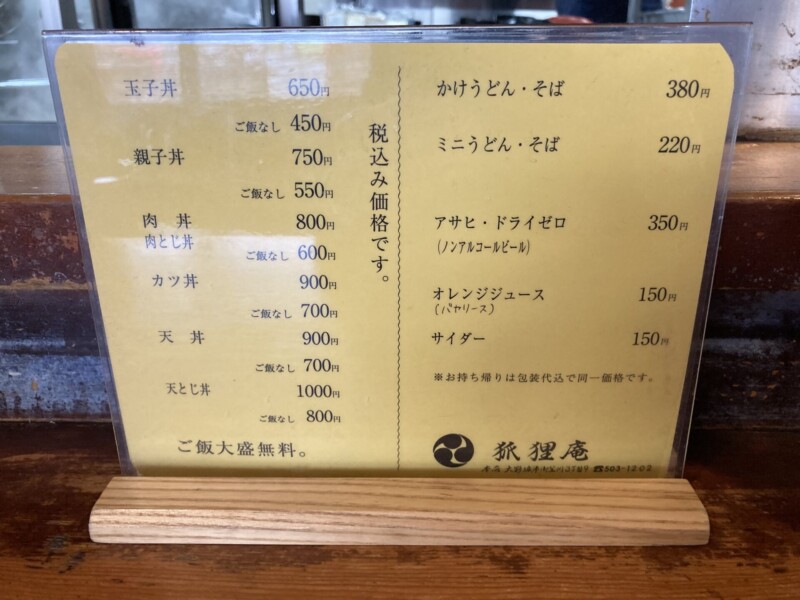 玉子丼 650円
ご飯なし 450円
親子丼 750円
ご飯なし 550円
肉丼 800円
肉とじ丼
ご飯なし 600円
カツ丼 900円
ご飯なし 700円
天丼 900円
ご飯なし 700円
天とじ丼 1000円
ご飯なし 800円
ご飯大盛無料。
税込み価格です。
かけうどん・そば 380円
ミニうどん・そば 220円
アサヒ・ドライゼロ 350円
(ノンアルコールビール)
オレンジジュース 150円
(バヤリース)
サイダー 150円
※お持ち帰りは包装代込で同一価格です。
狐狸庵
☎503-1202